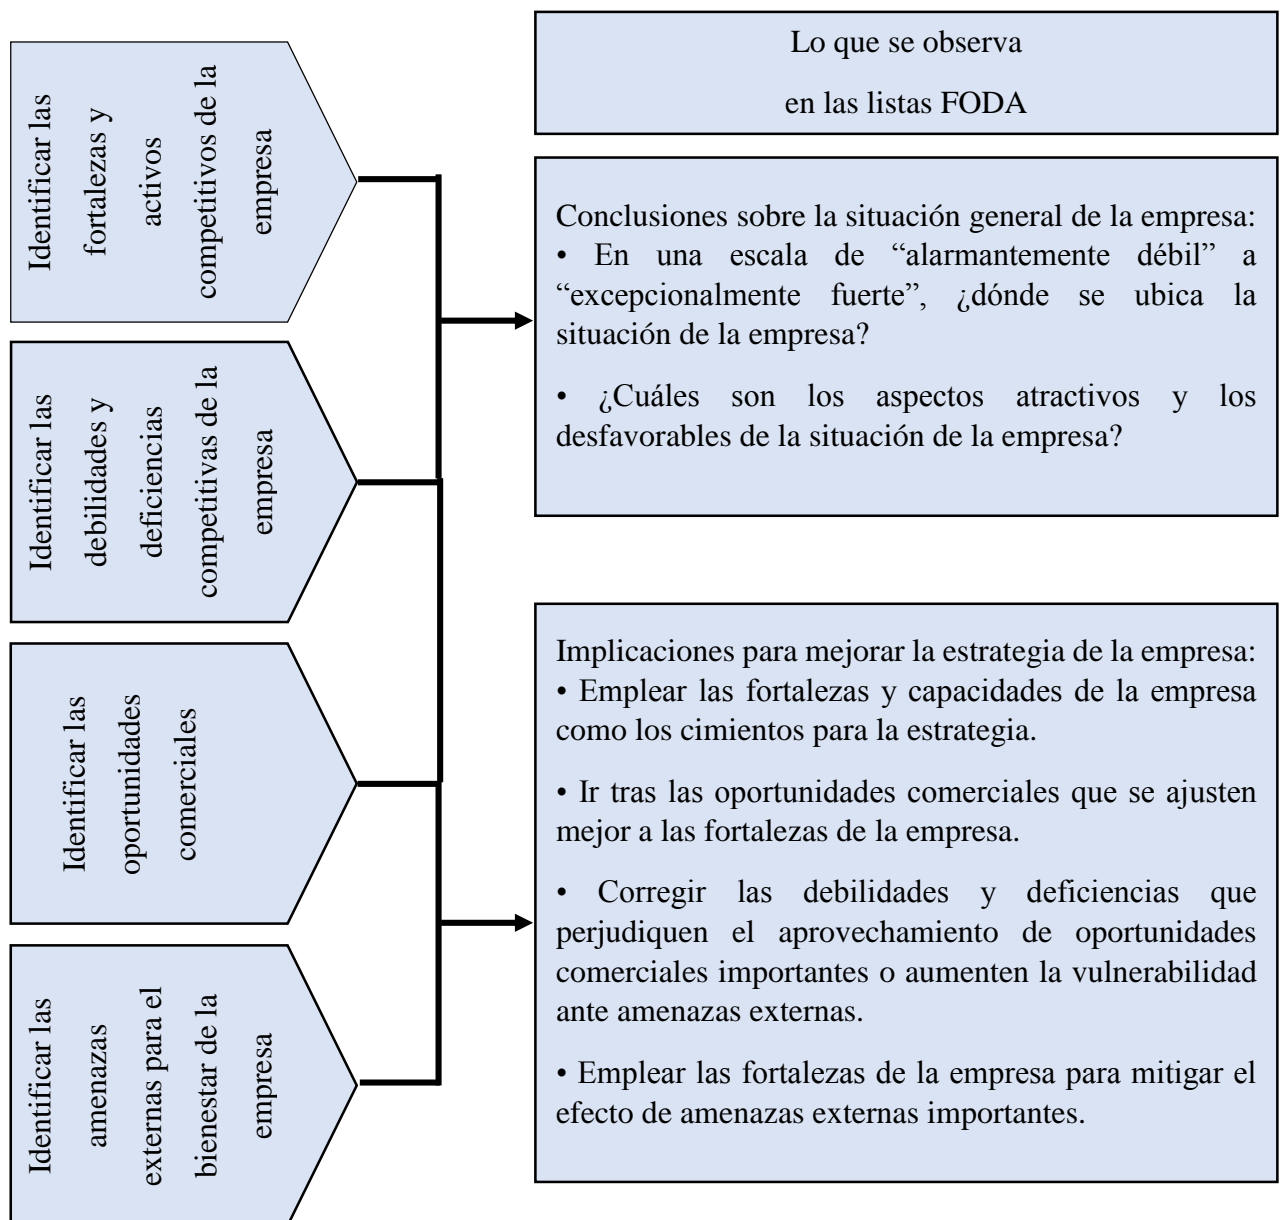 Identificar las
fortalezas y
activos
competitivos de la
empresa
Identificar las
debilidades y
deficiencias
competitivas de la
empresa
Identificar las
oportunidades
comerciales
Identificar las
amenazas
externas para el
bienestar de la
empresa
Lo que se observa
en las listas FODA
Conclusiones sobre la situación general de la empresa:
• En una escala de “alarmantemente débil” a
“excepcionalmente fuerte”, ¿dónde se ubica la
situación de la empresa?
• ¿Cuáles son los aspectos atractivos y los
desfavorables de la situación de la empresa?
Implicaciones para mejorar la estrategia de la empresa:
• Emplear las fortalezas y capacidades de la empresa
como los cimientos para la estrategia.
• Ir tras las oportunidades comerciales que se ajusten
mejor a las fortalezas de la empresa.
• Corregir las debilidades y deficiencias que
perjudiquen el aprovechamiento de oportunidades
comerciales importantes o aumenten la vulnerabilidad
ante amenazas externas.
• Emplear las fortalezas de la empresa para mitigar el
efecto de amenazas externas importantes.